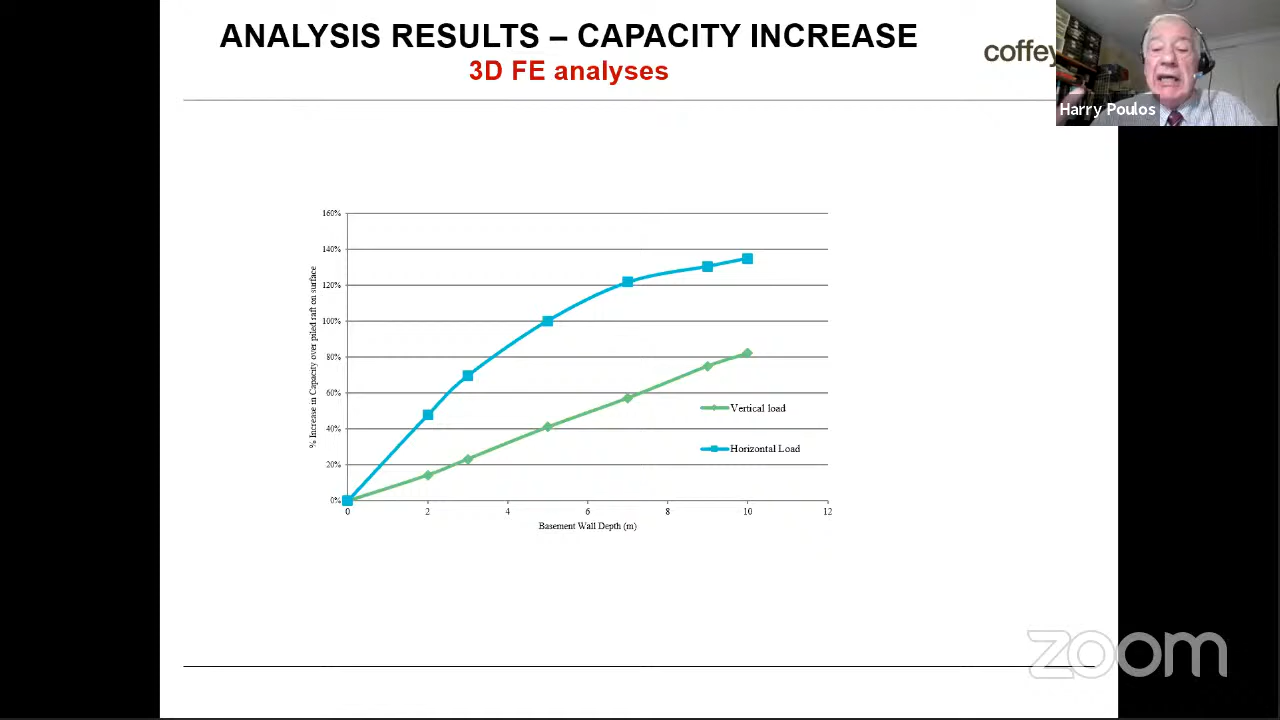 ANALYSIS RESULTS – CAPACITY INCREASE
3D FE analyses
coffey
Harry Poulos
160%
140%
120%
100%
80%
60%
40%
20%
0%
% Increase in Capacity over piled raft on surface
Vertical load
Horizontal Load
0 2 4 6 8 10 12
Basement Wall Depth (m)
zoom